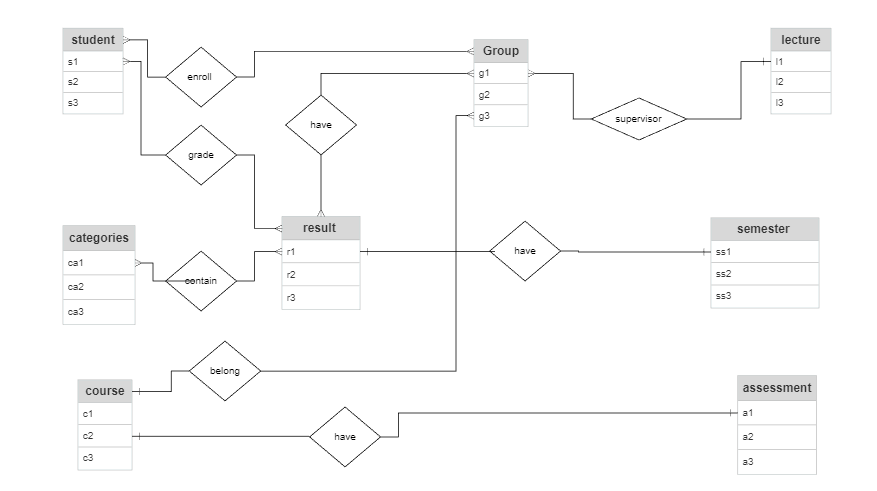 student
s1
s2
s3
enroll
Group
g1
g2
g3
lecture
l1
l2
l3
have
supervisor
grade
result
r1
r2
r3
categories
ca1
ca2
ca3
contain
have
semester
ss1
ss2
ss3
belong
course
c1
c2
c3
have
assessment
a1
a2
a3